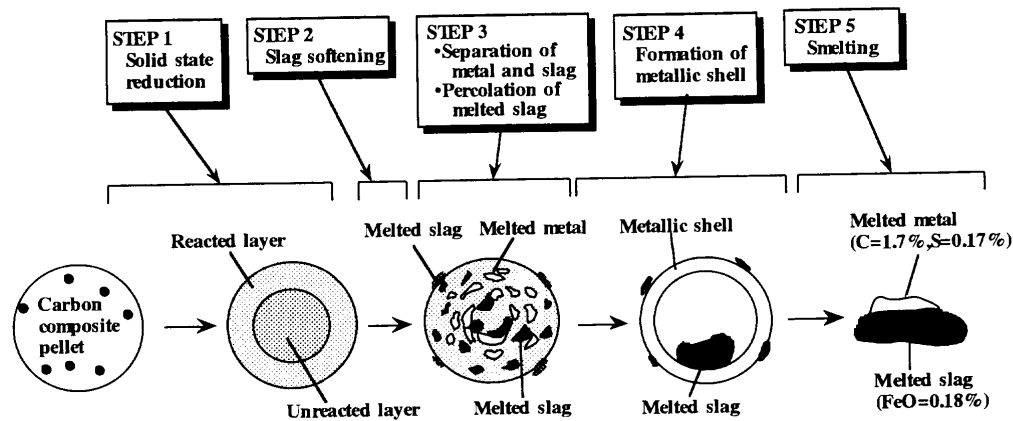 STEP 1
Solid state
reduction
STEP 2
Slag softening
STEP 3
•Separation of
metal and slag
•Percolation of
melted slag
STEP 4
Formation of
metallic shell
STEP 5
Smelting
Reacted layer
Melted slag
Melted metal
Metallic shell
Melted metal
(C=1.7%,S=0.17%)
Carbon
composite
pellet
Unreacted layer
Melted slag
Melted slag
Melted slag
(FeO=0.18%)